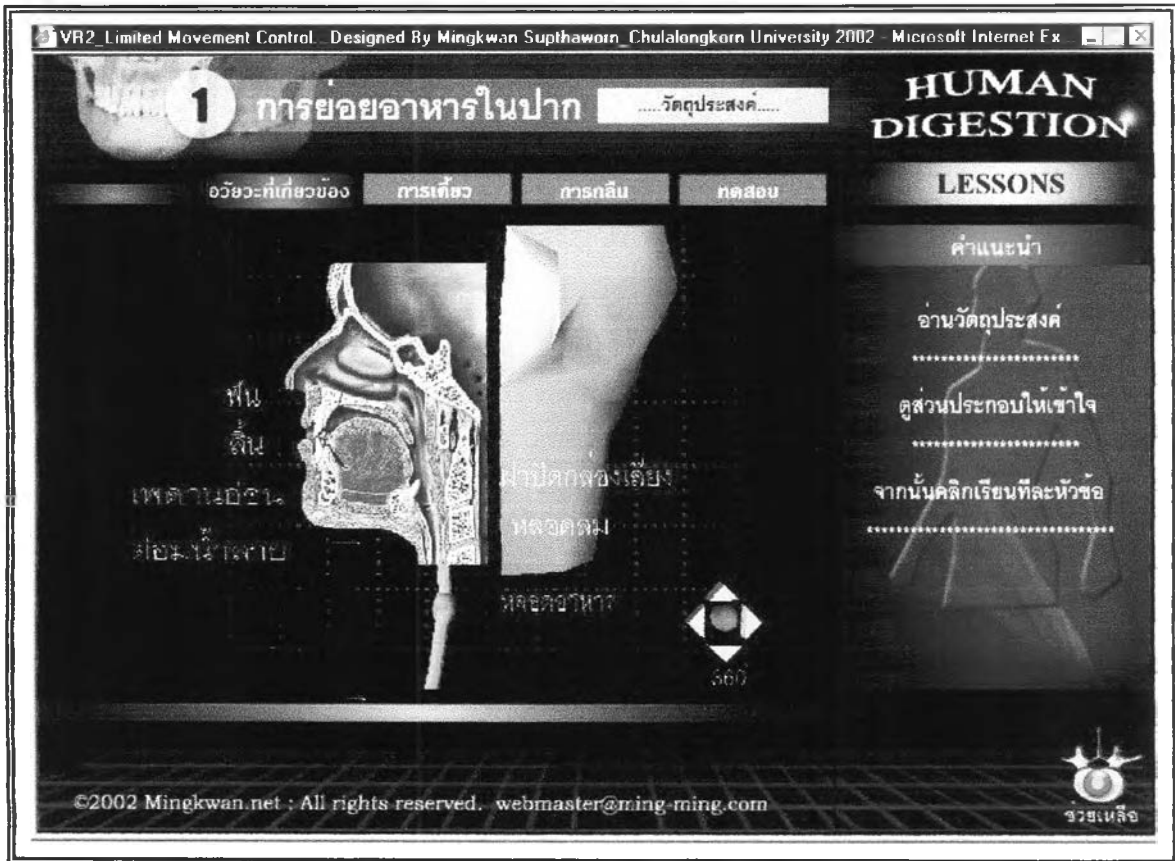 VR2_Limited Movement Control. Designed By Mingkwan Supthaworn_Chulalongkorn University 2002 - Microsoft Internet Ex
1 การย่อยอาหารในปาก
.....วัตถุประสงค์.....
HUMAN
DIGESTION
อวัยวะที่เกี่ยวข้อง
การเคี้ยว
การกลืน
ทดสอบ
LESSONS
คำแนะนำ
อ่านวัตถุประสงค์
**********************
ดูส่วนประกอบให้เข้าใจ
**********************
จากนั้นคลิกเรียนทีละหัวข้อ
********************************
ฟัน
ลิ้น
เพดานอ่อน
ต่อมน้ำลาย
ฝาปิดกล่องเสียง
หลอดลม
หลอดอาหาร
360
©2002 Mingkwan.net : All rights reserved. webmaster@ming-ming.com
ช่วยเหลือ